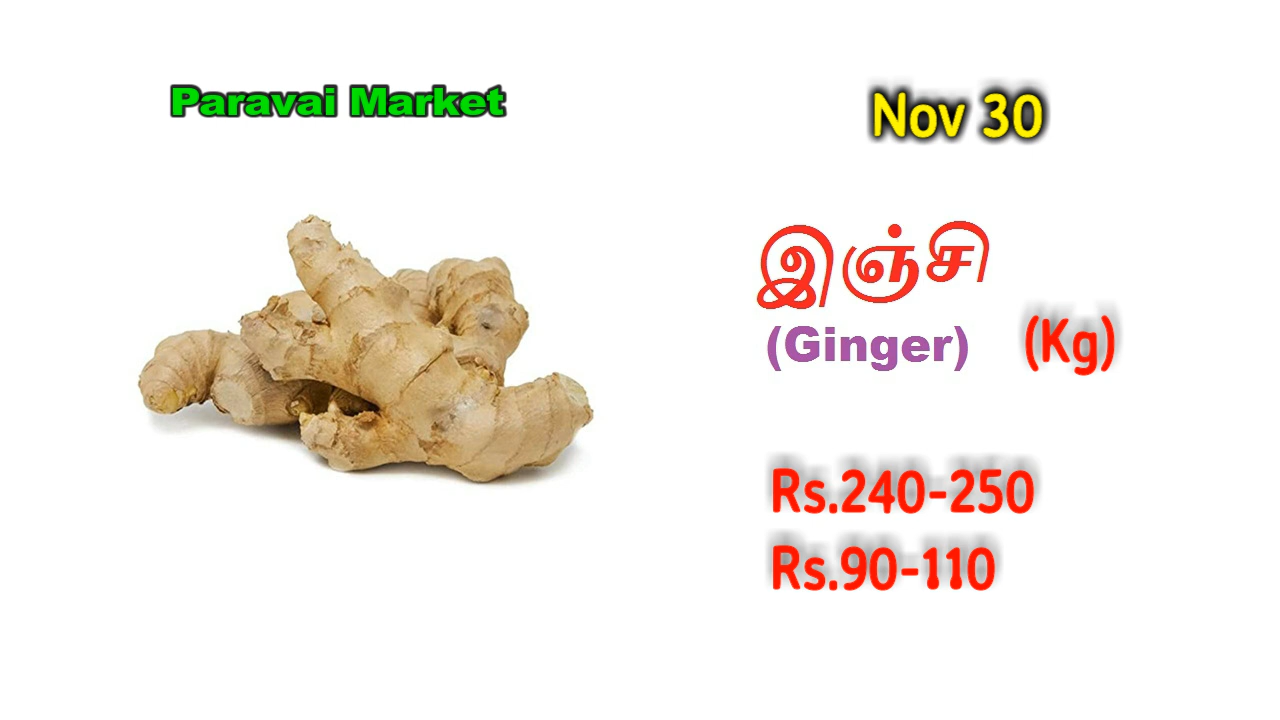 Paravai Market
Nov 30
இஞ்சி
(Ginger) (Kg)
Rs.240-250
Rs.90-110